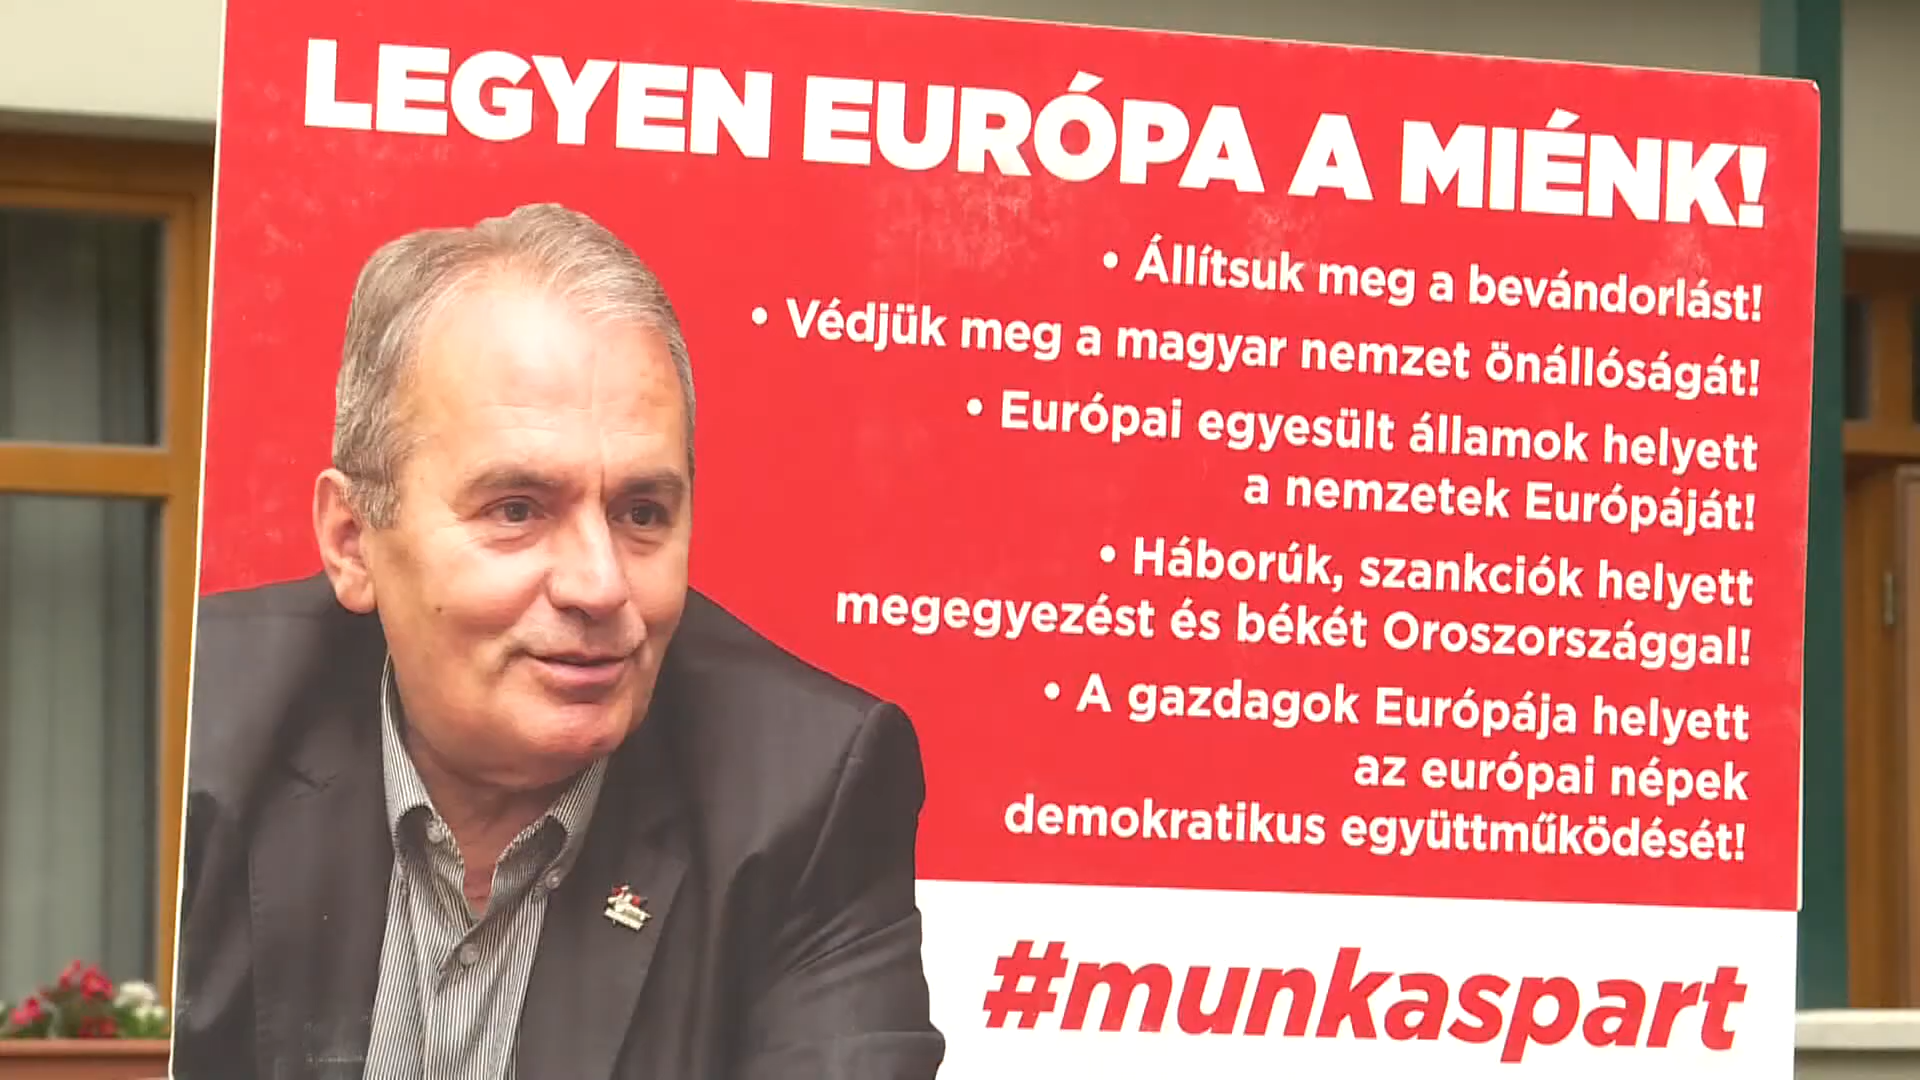 LEGYEN EURÓPA A MIÉNK!
• Állítsuk meg a bevándorlást!
• Védjük meg a magyar nemzet önállóságát!
• Európai egyesült államok helyett
a nemzetek Európáját!
• Háborúk, szankciók helyett
megegyezést és békét Oroszországgal!
• A gazdagok Európája helyett
az európai népek
demokratikus együttműködését!
#munkaspart